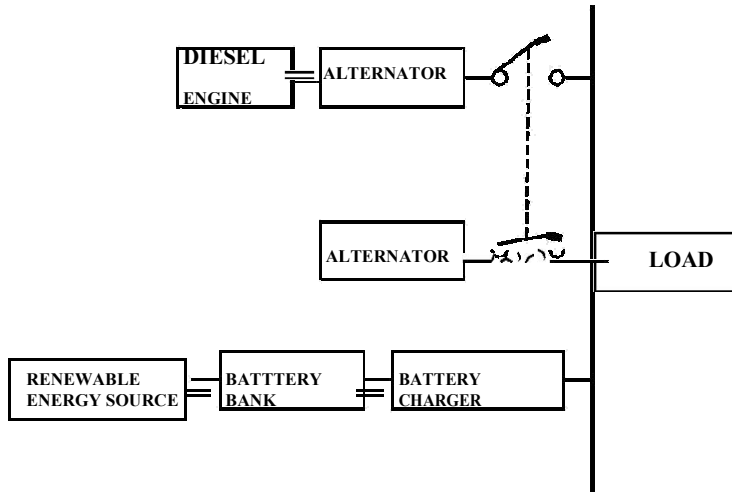 DIESEL
ENGINE
ALTERNATOR
ALTERNATOR
LOAD
RENEWABLE
ENERGY SOURCE
BATTTERY
BANK
BATTERY
CHARGER